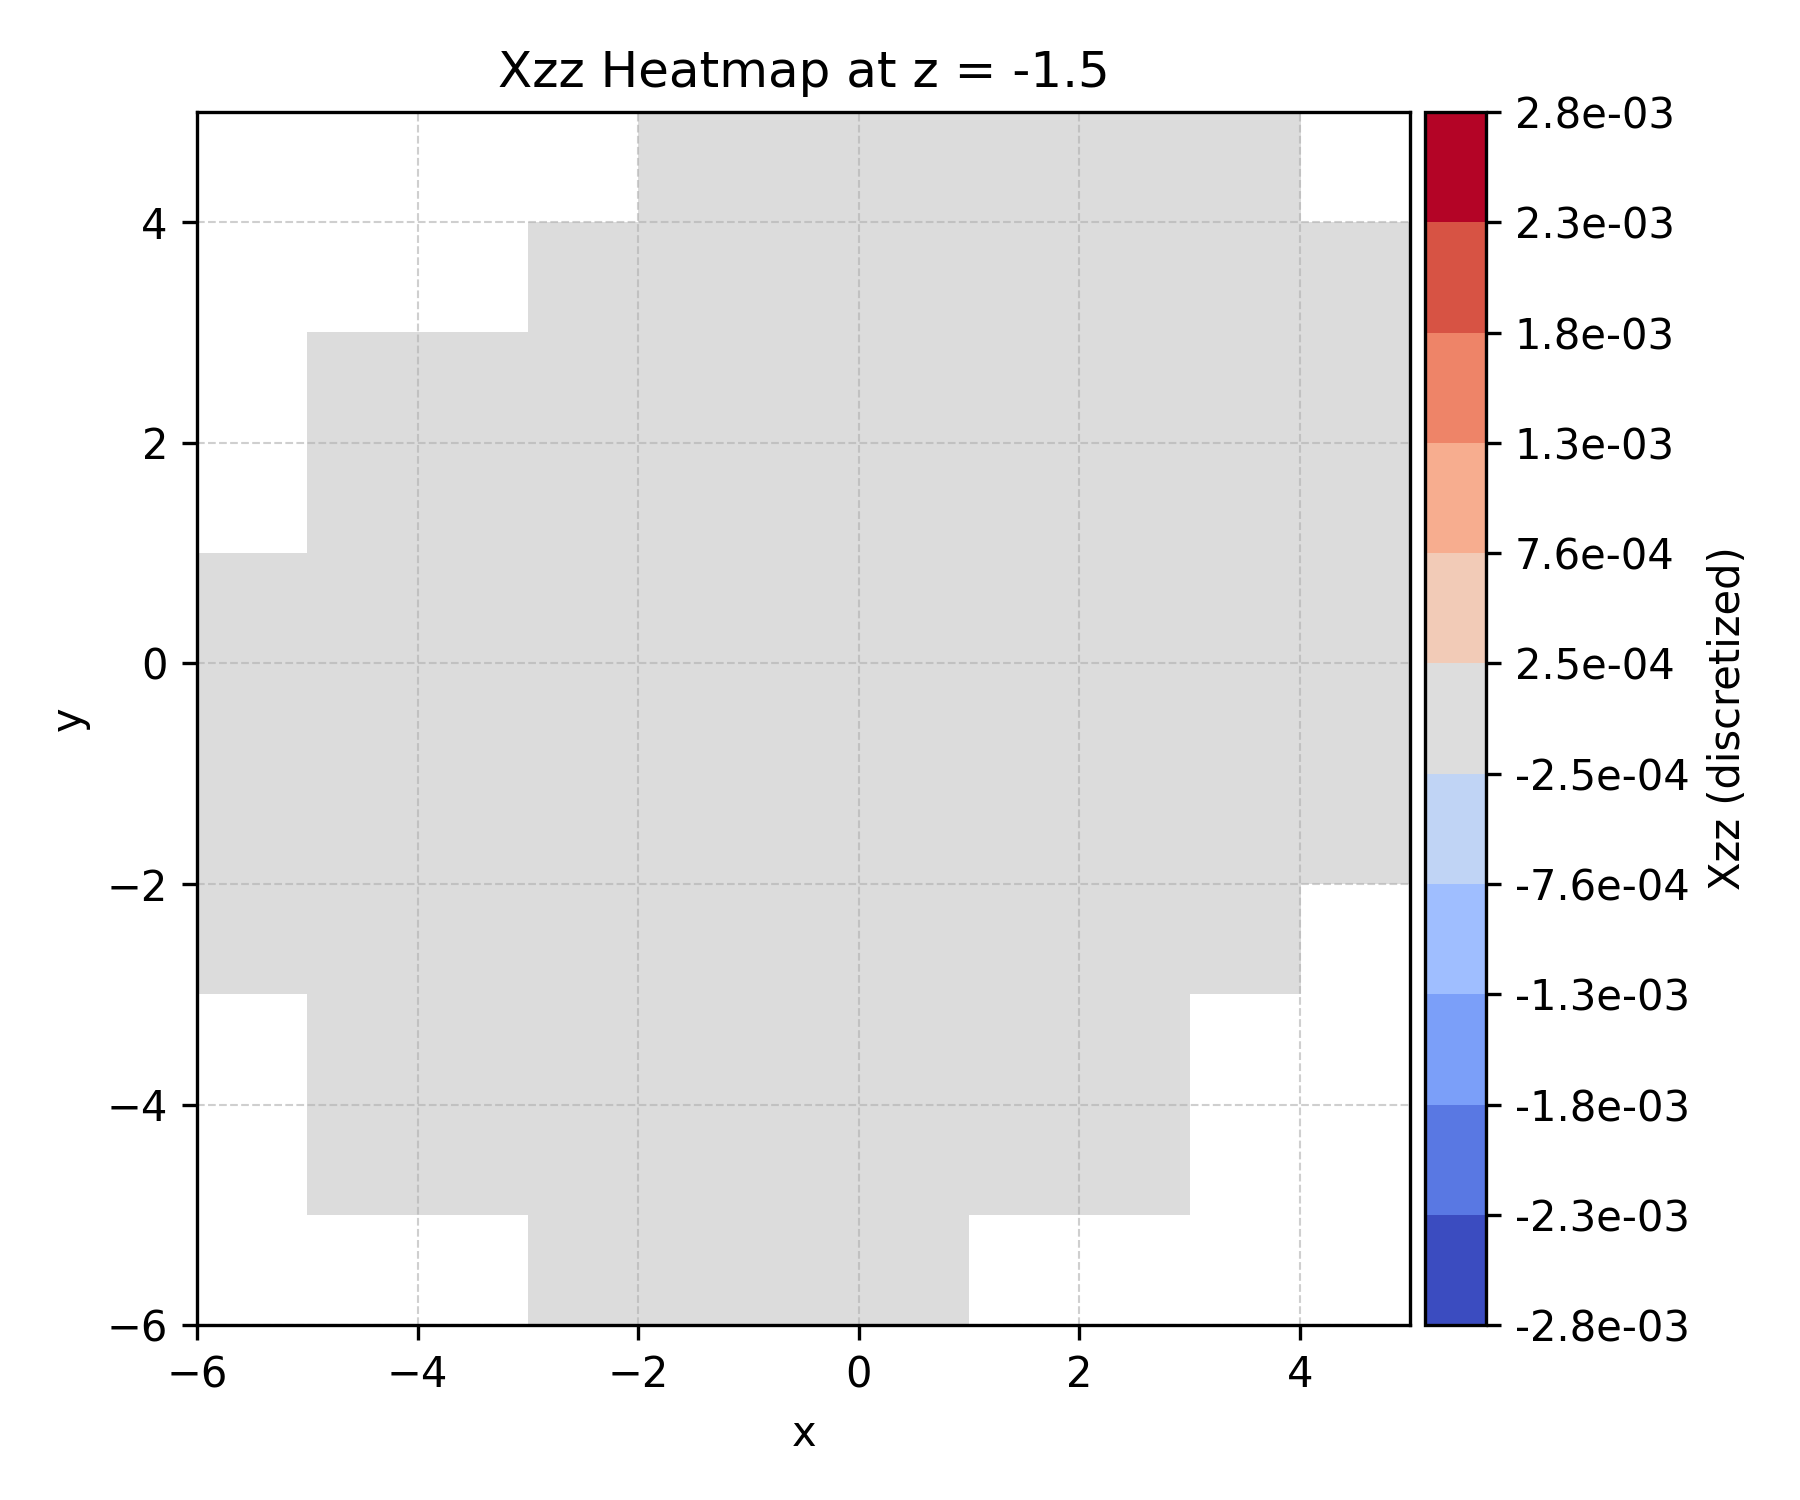 Xzz Heatmap at z = -1.5
4
2
0
−2
−4
−6
y
−6
−4
−2
0
2
4
x
2.8e-03
2.3e-03
1.8e-03
1.3e-03
7.6e-04
2.5e-04
-2.5e-04
-7.6e-04
-1.3e-03
-1.8e-03
-2.3e-03
-2.8e-03
Xzz (discretized)